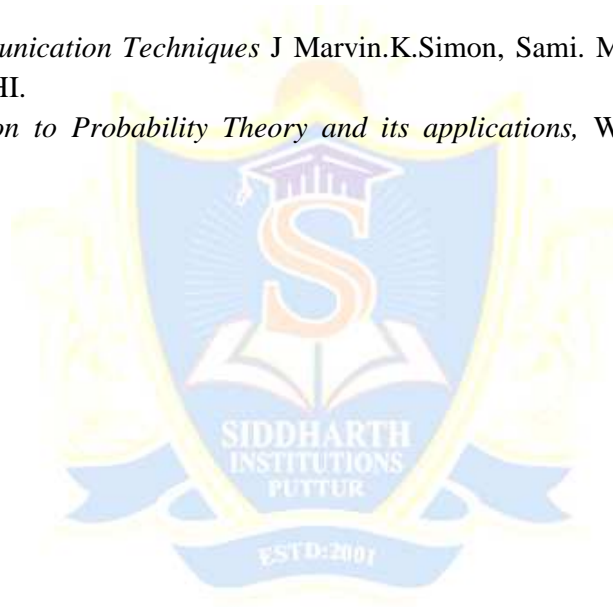 unication Techniques J Marvin.K.Simon, Sami. M
HI.
on to Probability Theory and its applications, W
S
SIDDHARTH
INSTITUTIONS
PUTTUR
ESTD:2001